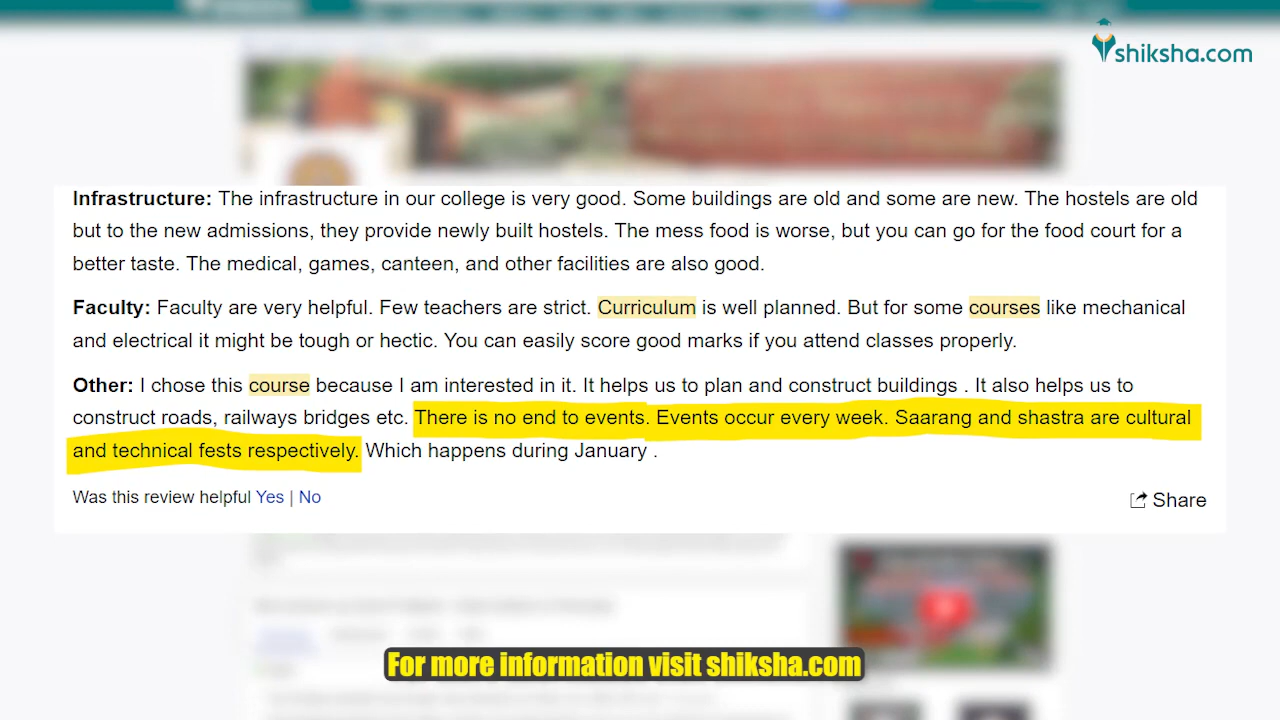 shiksha.com
Infrastructure: The infrastructure in our college is very good. Some buildings are old and some are new. The hostels are old
but to the new admissions, they provide newly built hostels. The mess food is worse, but you can go for the food court for a
better taste. The medical, games, canteen, and other facilities are also good.
Faculty: Faculty are very helpful. Few teachers are strict. Curriculum is well planned. But for some courses like mechanical
and electrical it might be tough or hectic. You can easily score good marks if you attend classes properly.
Other: I chose this course because I am interested in it. It helps us to plan and construct buildings . It also helps us to
construct roads, railways bridges etc. There is no end to events. Events occur every week. Saarang and shastra are cultural
and technical fests respectively. Which happens during January .
Was this review helpful Yes | No
Share
For more information visit shiksha.com